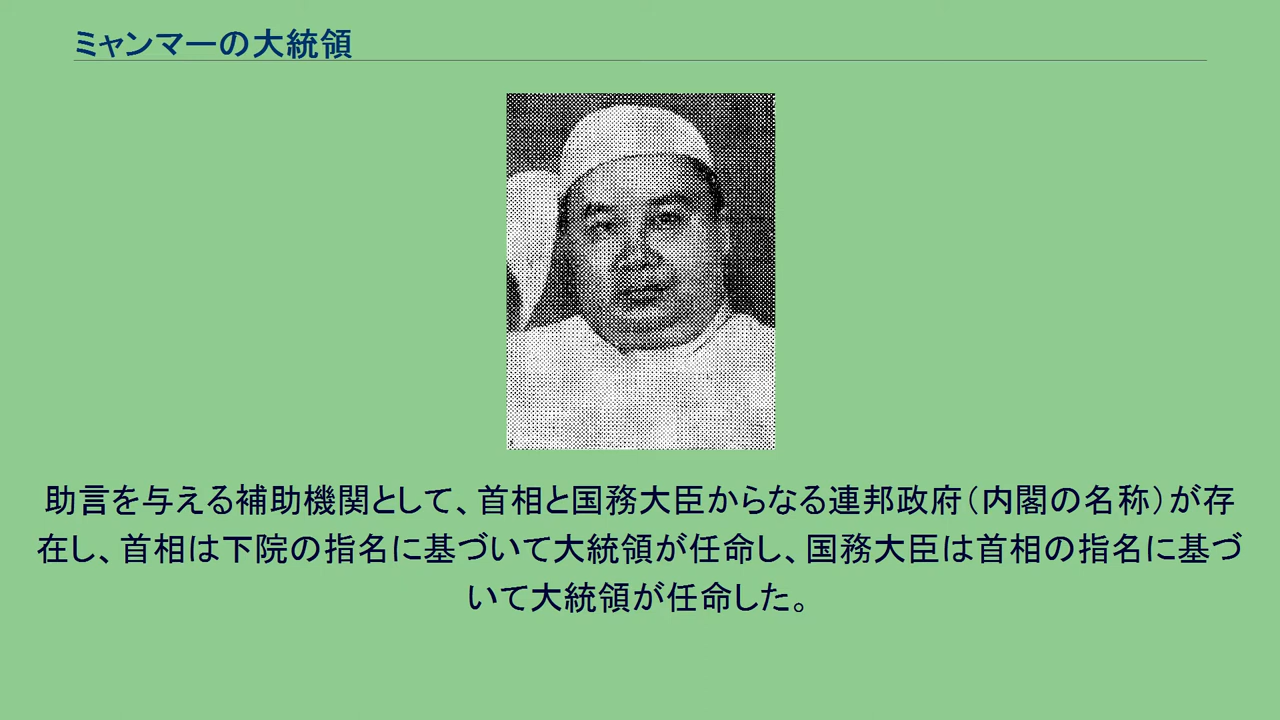 ミャンマーの大統領
助言を与える補助機関として、首相と国務大臣からなる連邦政府（内閣の名称）が存
在し、首相は下院の指名に基づいて大統領が任命し、国務大臣は首相の指名に基づ
いて大統領が任命した。